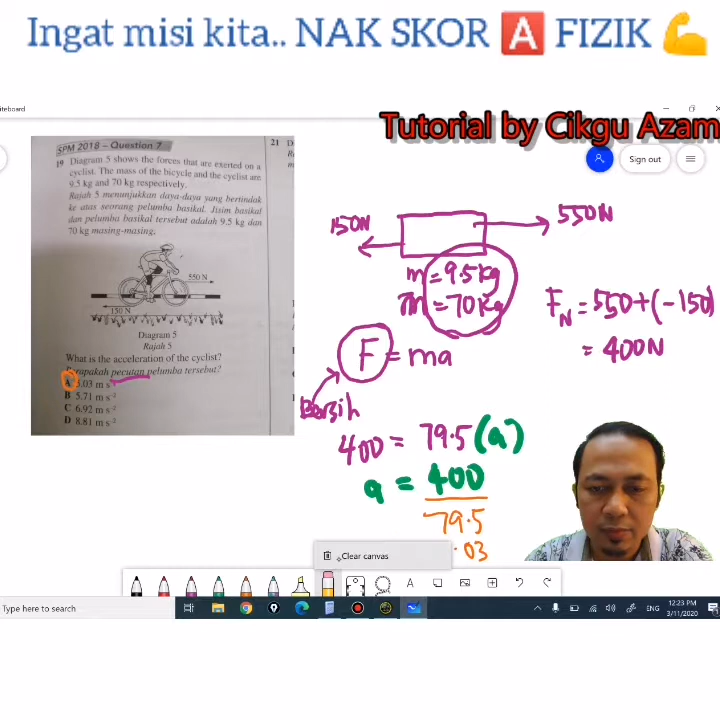 Ingat misi kita.. NAK SKOR A FIZIK
iteboard
Tutorial by Cikgu Azam
Sign out
SPM 2018 – Question 7
19 Diagram 5 shows the forces that are exerted on a
cyclist. The mass of the bicycle and the cyclist are
9.5 kg and 70 kg respectively.
Rajah 5 menunjukkan daya-daya yang bertindak
ke atas seorang pelumba basikal. Jisim basikal
dan pelumba basikal tersebut adalah 9.5 kg dan
70 kg masing-masing.
550 N
150 N
Diagram 5
Rajah 5
What is the acceleration of the cyclist?
Berapakah pecutan pelumba tersebut?
A 5.03 m s
B 5.71 m s⁻²
C 6.92 m s⁻²
D 8.81 m s⁻²
21
150N
550N
m = 9.5kg
m = 70kg
F = ma
Bersih
F_N = 550 + (-150)
= 400N
400 = 79.5 (a)
a = 400
79.5
.03
Clear canvas
A
Type here to search
ENG
12:23 PM
3/11/2020